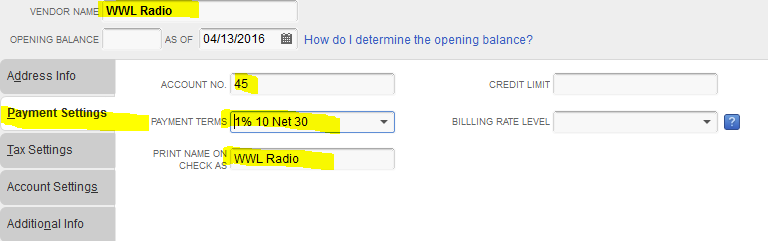 VENDOR NAME WWL Radio
OPENING BALANCE AS OF 04/13/2016 How do I determine the opening balance?
Address Info
ACCOUNT NO. 45 CREDIT LIMIT
Payment Settings
PAYMENT TERMS 1% 10 Net 30 BILLLING RATE LEVEL ?
Tax Settings
PRINT NAME ON
CHECK AS WWL Radio
Account Settings
Additional Info